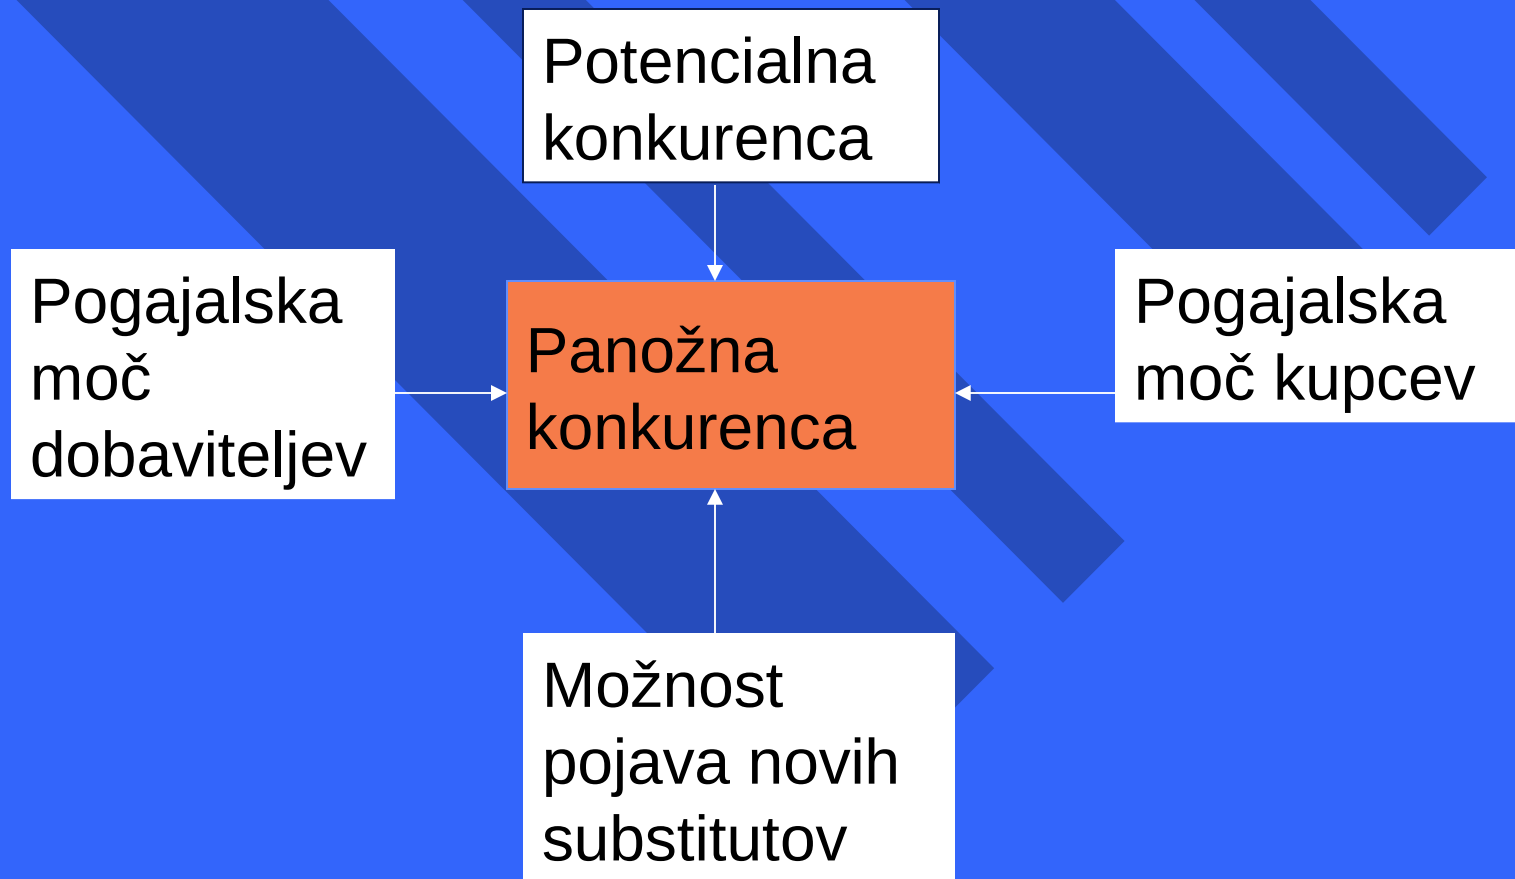 Potencialna
konkurenca
Pogajalska
moč
dobaviteljev
Panožna
konkurenca
Pogajalska
moč kupcev
Možnost
pojava novih
substitutov